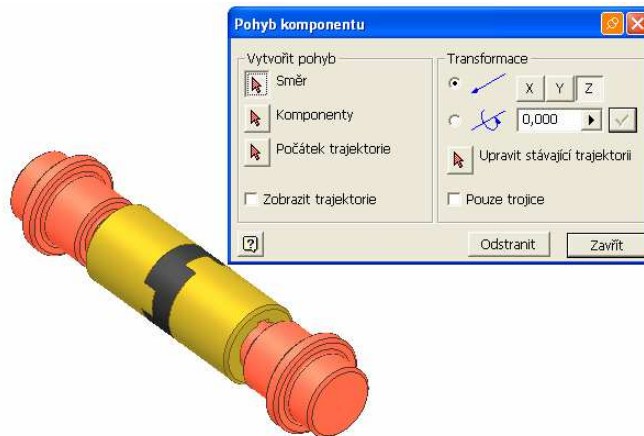 Pohyb komponentu
Vytvořit pohyb
Směr
Komponenty
Počátek trajektorie
Zobrazit trajektorie
Transformace
X Y Z
0,000
Upravit stávající trajektorii
Pouze trojice
Odstranit
Zavřít